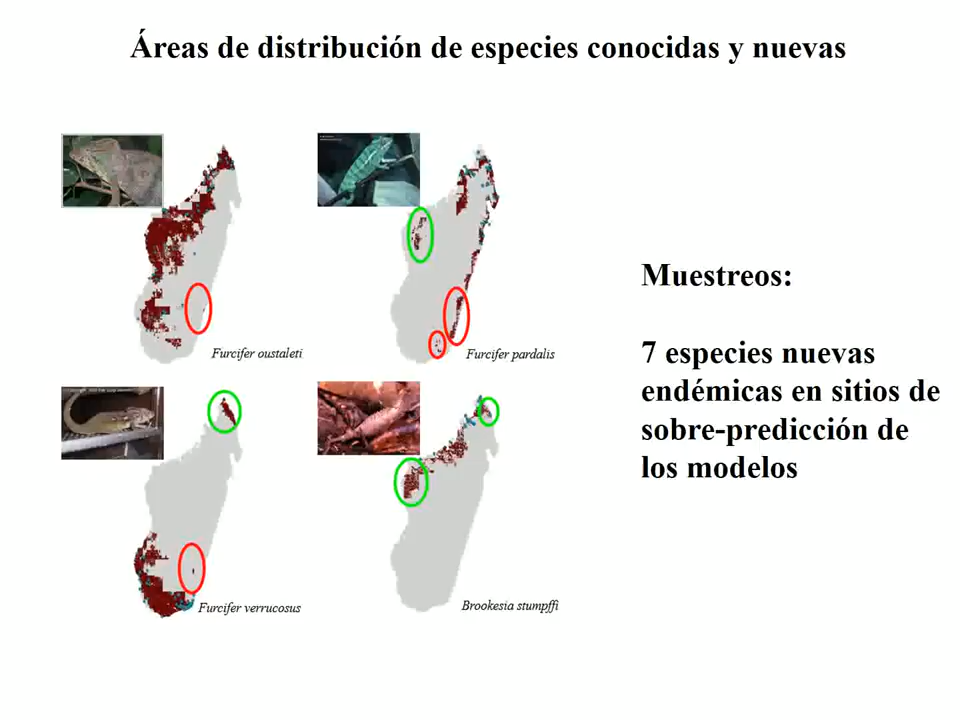 Áreas de distribución de especies conocidas y nuevas
Furcifer oustaleti
Furcifer pardalis
Furcifer verrucosus
Brookesia stumpffi
Muestreos:
7 especies nuevas
endémicas en sitios de
sobre-predicción de
los modelos